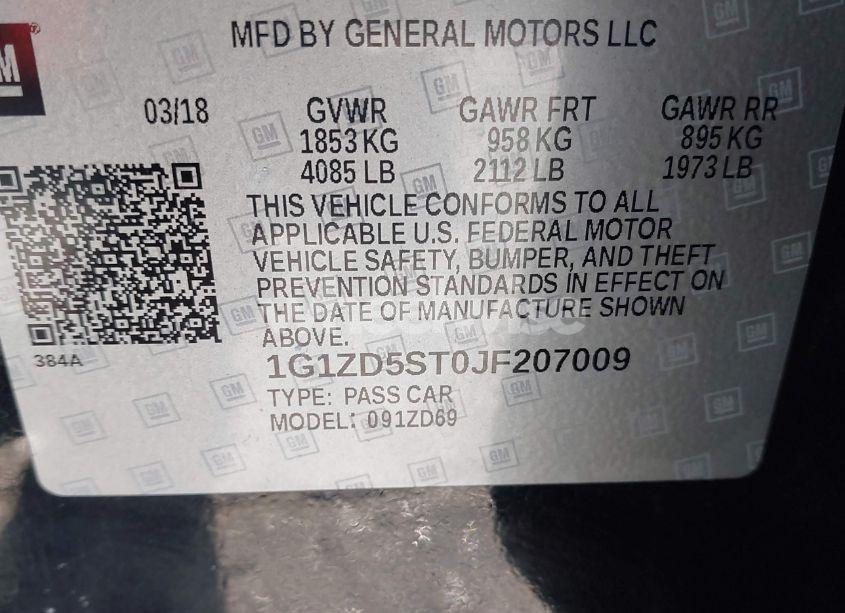 MFD BY GENERAL MOTORS LLC
GM
03/18 GVWR GAWR FRT GAWR RR
1853 KG 958 KG 895 KG
4085 LB 2112 LB 1973 LB
THIS VEHICLE CONFORMS TO ALL
APPLICABLE U.S. FEDERAL MOTOR
VEHICLE SAFETY, BUMPER, AND THEFT
PREVENTION STANDARDS IN EFFECT ON
THE DATE OF MANUFACTURE SHOWN
ABOVE.
384A
1G1ZD5ST0JF207009
TYPE: PASS CAR
MODEL: 091ZD69